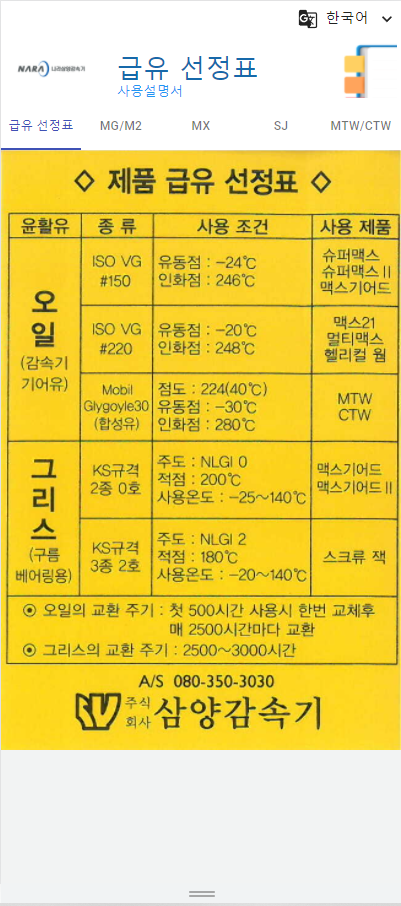 한국어
NARA 나라삼양감속기
급유 선정표
사용설명서
급유 선정표 MG/M2 MX SJ MTW/CTW
◇ 제품 급유 선정표 ◇
윤활유 종 류 사용 조건 사용 제품
오일
(감속기
기어유)
ISO VG
#150
유동점 : −24℃
인화점 : 246℃
슈퍼맥스
슈퍼맥스Ⅱ
맥스기어드
ISO VG
#220
유동점 : −20℃
인화점 : 248℃
맥스21
멀티맥스
헬리컬 웜
Mobil
Glygoyle30
(합성유)
점도 : 224(40℃)
유동점 : −30℃
인화점 : 280℃
MTW
CTW
그리스
(구름
베어링용)
KS규격
2종 0호
주도 : NLGI 0
적점 : 200℃
사용온도 : −25~140℃
맥스기어드
맥스기어드Ⅱ
KS규격
3종 2호
주도 : NLGI 2
적점 : 180℃
사용온도 : −20~140℃
스크류 잭
⊙ 오일의 교환 주기 : 첫 500시간 사용시 한번 교체후
매 2500시간마다 교환
⊙ 그리스의 교환 주기 : 2500~3000시간
A/S 080-350-3030
주식회사 삼양감속기